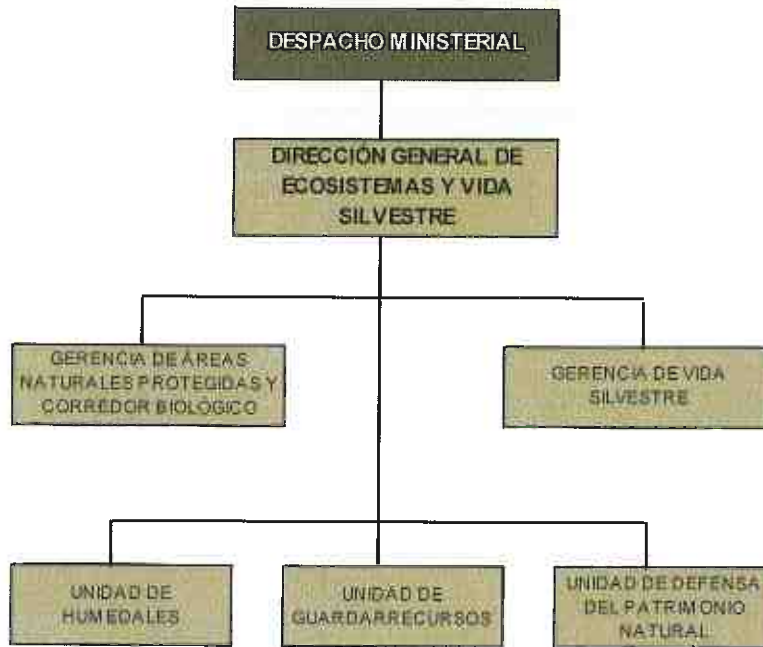 DESPACHO MINISTERIAL
DIRECCIÓN GENERAL DE
ECOSISTEMAS Y VIDA
SILVESTRE
GERENCIA DE ÁREAS
NATURALES PROTEGIDAS Y
CORREDOR BIOLÓGICO
GERENCIA DE VIDA
SILVESTRE
UNIDAD DE
HUMEDALES
UNIDAD DE
GUARDARRECURSOS
UNIDAD DE DEFENSA
DEL PATRIMONIO
NATURAL